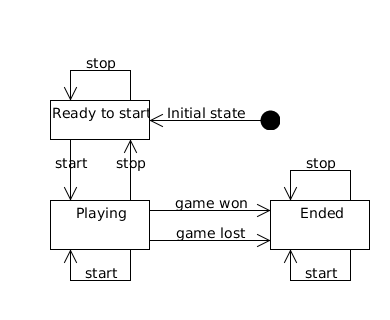 stop
Ready to start
Initial state
start
stop
stop
Playing
game won
Ended
game lost
start
start